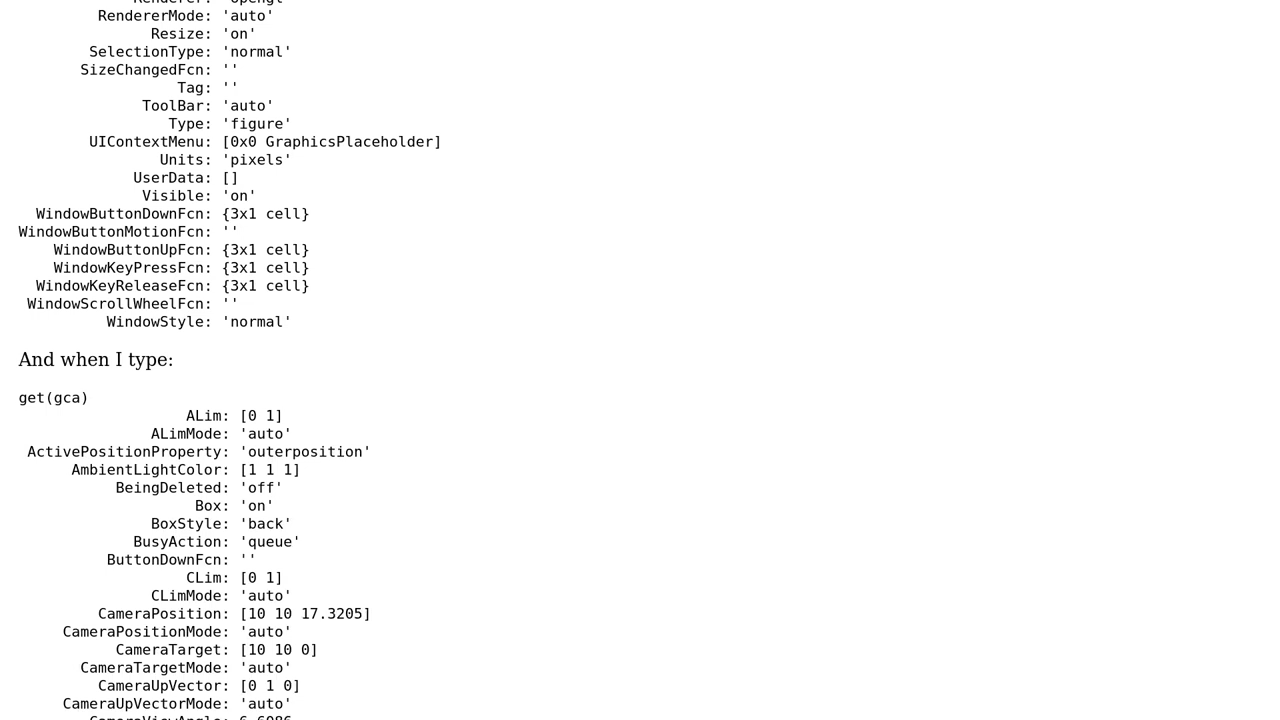 RendererMode: 'auto'
Resize: 'on'
SelectionType: 'normal'
SizeChangedFcn: ''
Tag: ''
ToolBar: 'auto'
Type: 'figure'
UIContextMenu: [0x0 GraphicsPlaceholder]
Units: 'pixels'
UserData: []
Visible: 'on'
WindowButtonDownFcn: {3x1 cell}
WindowButtonMotionFcn: ''
WindowButtonUpFcn: {3x1 cell}
WindowKeyPressFcn: {3x1 cell}
WindowKeyReleaseFcn: {3x1 cell}
WindowScrollWheelFcn: ''
WindowStyle: 'normal'
And when I type:
get(gca)
ALim: [0 1]
ALimMode: 'auto'
ActivePositionProperty: 'outerposition'
AmbientLightColor: [1 1 1]
BeingDeleted: 'off'
Box: 'on'
BoxStyle: 'back'
BusyAction: 'queue'
ButtonDownFcn: ''
CLim: [0 1]
CLimMode: 'auto'
CameraPosition: [10 10 17.3205]
CameraPositionMode: 'auto'
CameraTarget: [10 10 0]
CameraTargetMode: 'auto'
CameraUpVector: [0 1 0]
CameraUpVectorMode: 'auto'